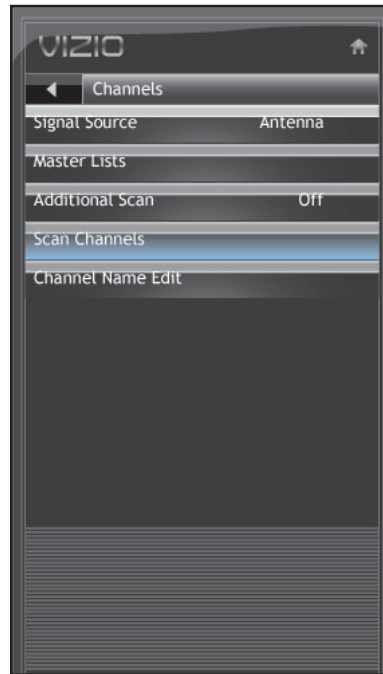 VIZIO
Channels
Signal Source Antenna
Master Lists
Additional Scan Off
Scan Channels
Channel Name Edit